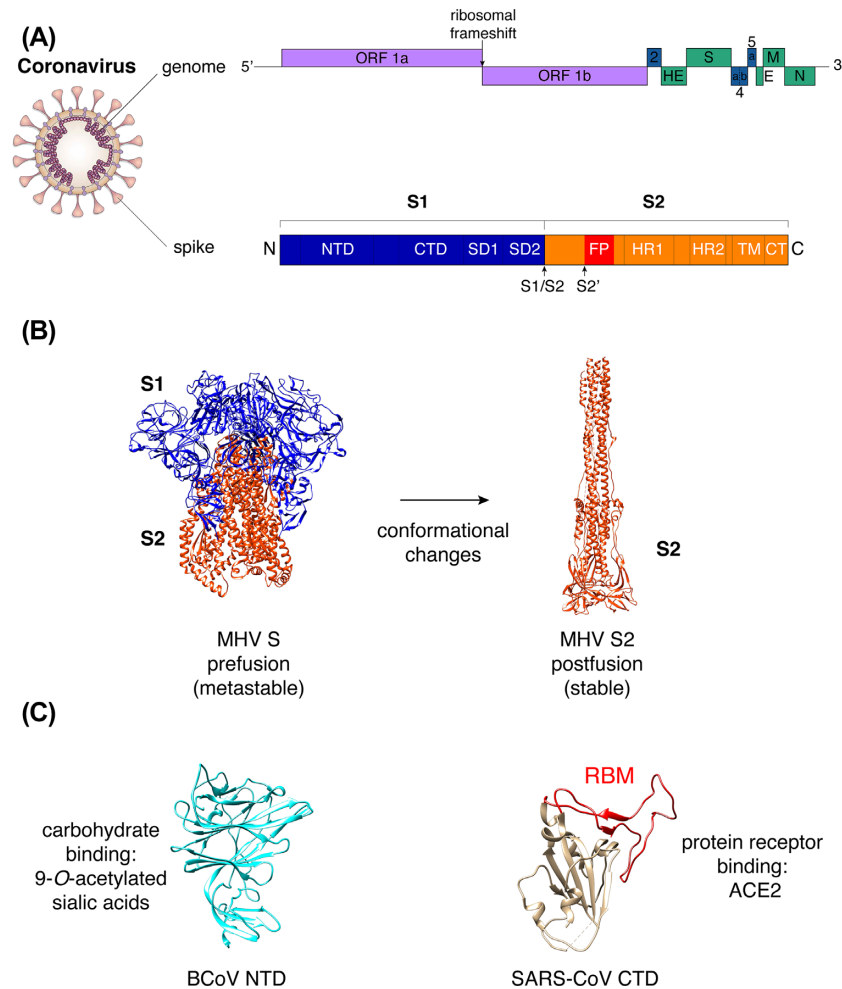 (A)
Coronavirus
genome
5’
ORF 1a
ribosomal
frameshift
ORF 1b
2
HE
S
a b
4
5
a
E
M
N
3
spike
S1
S2
N
NTD
CTD
SD1
SD2
FP
HR1
HR2
TM
CT
C
S1/S2
S2’
(B)
S1
S2
conformational
changes
S2
MHV S
prefusion
(metastable)
MHV S2
postfusion
(stable)
(C)
carbohydrate
binding:
9-O-acetylated
sialic acids
RBM
protein receptor
binding:
ACE2
BCoV NTD
SARS-CoV CTD